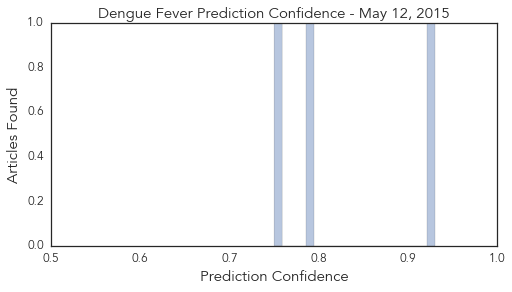 Dengue Fever Prediction Confidence - May 12, 2015
1.0
0.8
0.6
0.4
0.2
0.0
Articles Found
0.5 0.6 0.7 0.8 0.9 1.0
Prediction Confidence